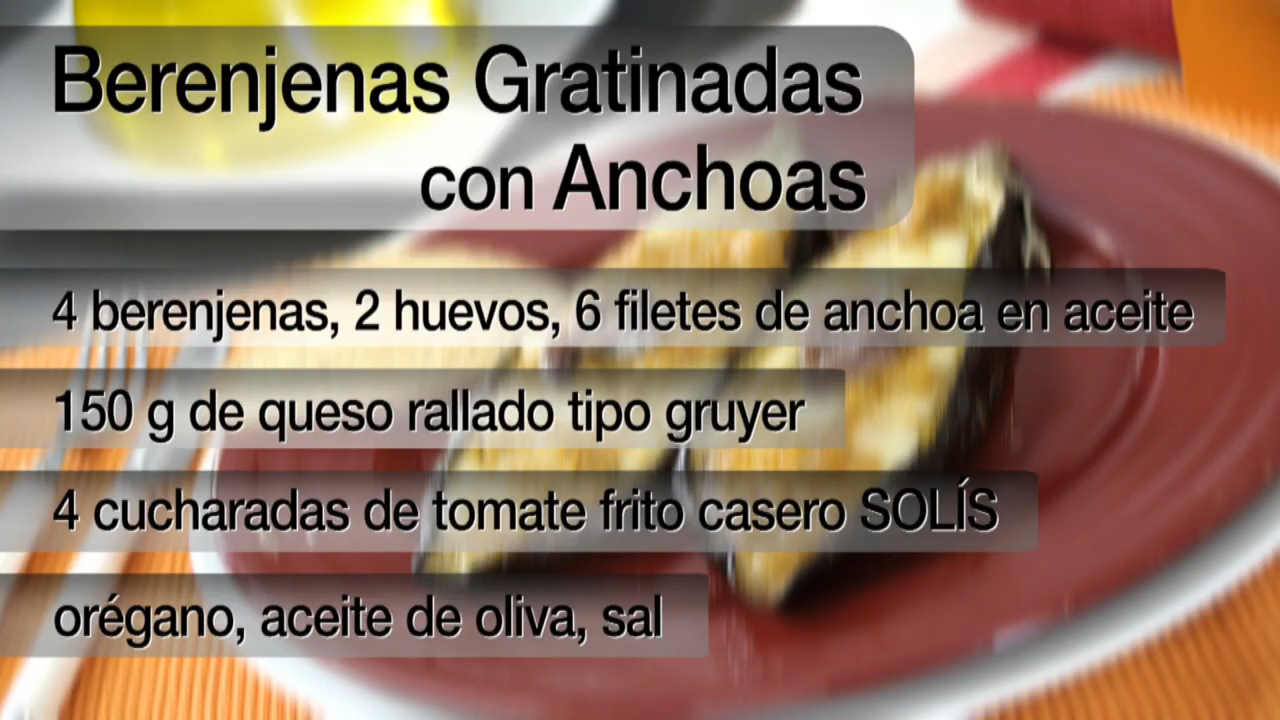 Berenjenas Gratinadas
con Anchoas
4 berenjenas, 2 huevos, 6 filetes de anchoa en aceite
150 g de queso rallado tipo gruyer
4 cucharadas de tomate frito casero SOLÍS
orégano, aceite de oliva, sal